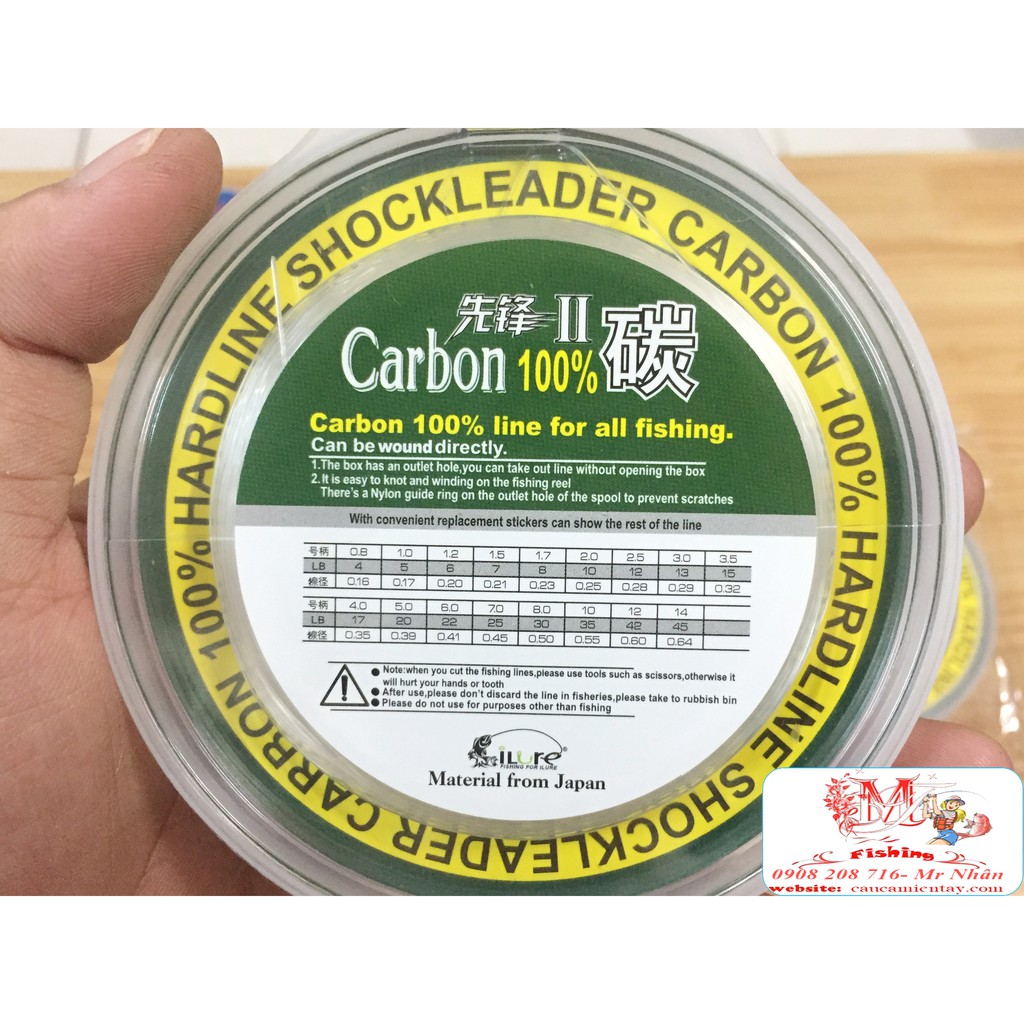 HARDLINE SHOCKLEADER CARBON 100% HARDLINE SHOCKLEADER CARBON 100%
先锋 II
Carbon 100% 碳
Carbon 100% line for all fishing.
Can be wound directly.
1.The box has an outlet hole,you can take out line without opening the box
2.It is easy to knot and winding on the fishing reel
There's a Nylon guide ring on the outlet hole of the spool to prevent scratches
With convenient replacement stickers can show the rest of the line
号柄 0.8 1.0 1.2 1.5 1.7 2.0 2.5 3.0 3.5
LB 4 5 6 7 8 10 12 13 15
線径 0.16 0.17 0.20 0.21 0.23 0.25 0.28 0.29 0.32
号柄 4.0 5.0 6.0 7.0 8.0 10 12 14
LB 17 20 22 25 30 35 42 45
線径 0.35 0.39 0.41 0.45 0.50 0.55 0.60 0.64
Note:when you cut the fishing lines,please use tools such as scissors,otherwise it
will hurt your hands or tooth
After use,please don't discard the line in fisheries,please take to rubbish bin
Please do not use for purposes other than fishing
iLure®
FISHING FOR ILURE
Material from Japan
Fishing
0908 208 716- Mr Nhân
website: caucamicutay.com